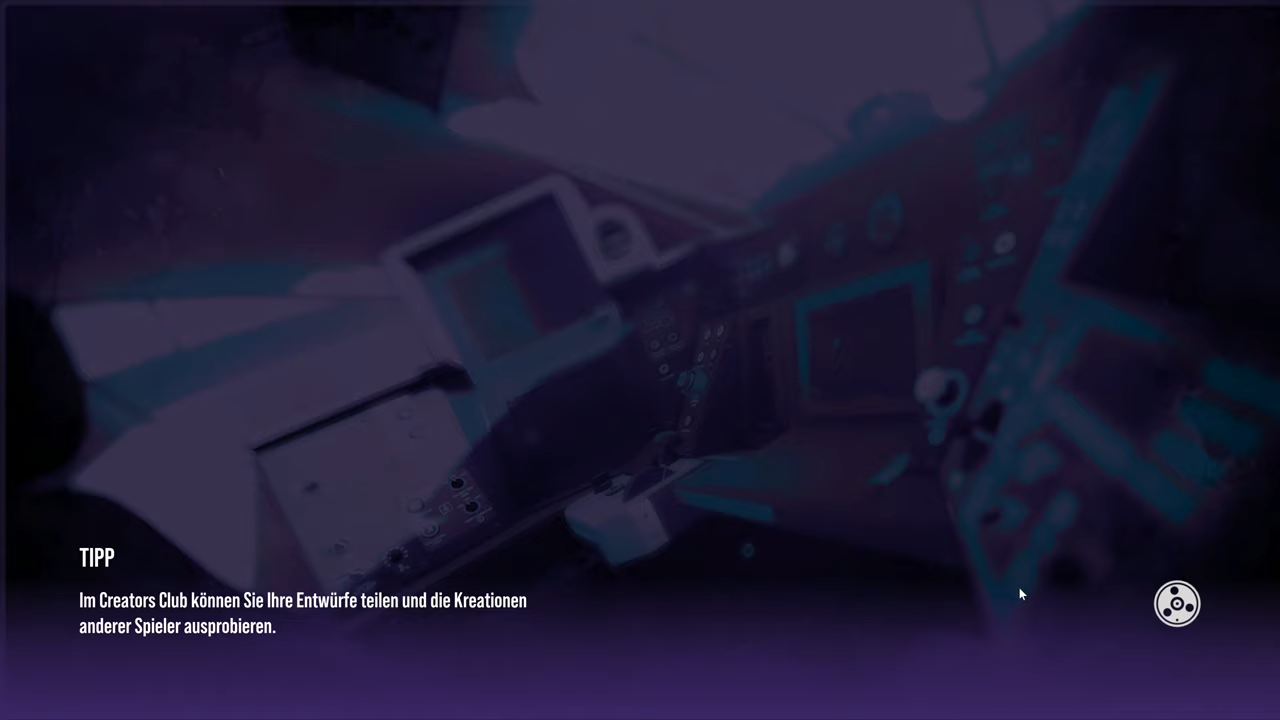 TIPP
Im Creators Club können Sie Ihre Entwürfe teilen und die Kreationen
anderer Spieler ausprobieren.